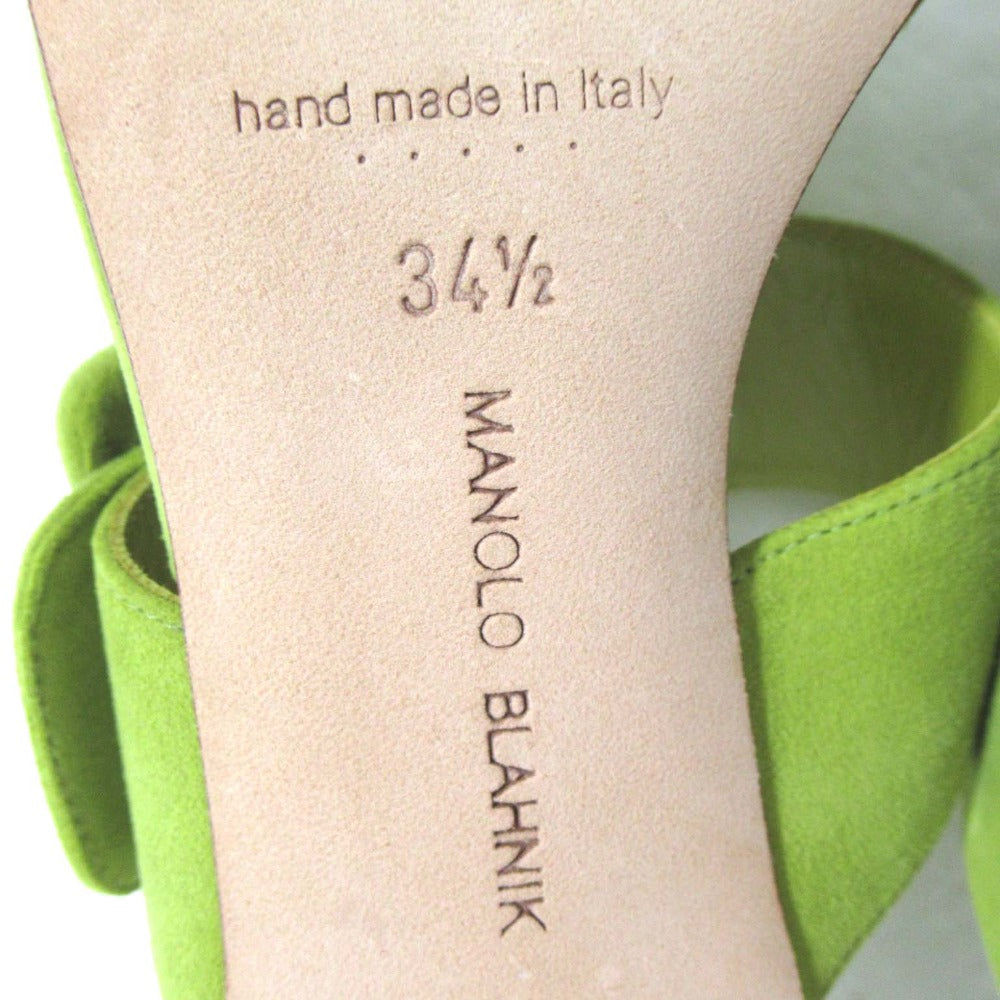 hand made in Italy
34½
MANOLO BLAHNIK